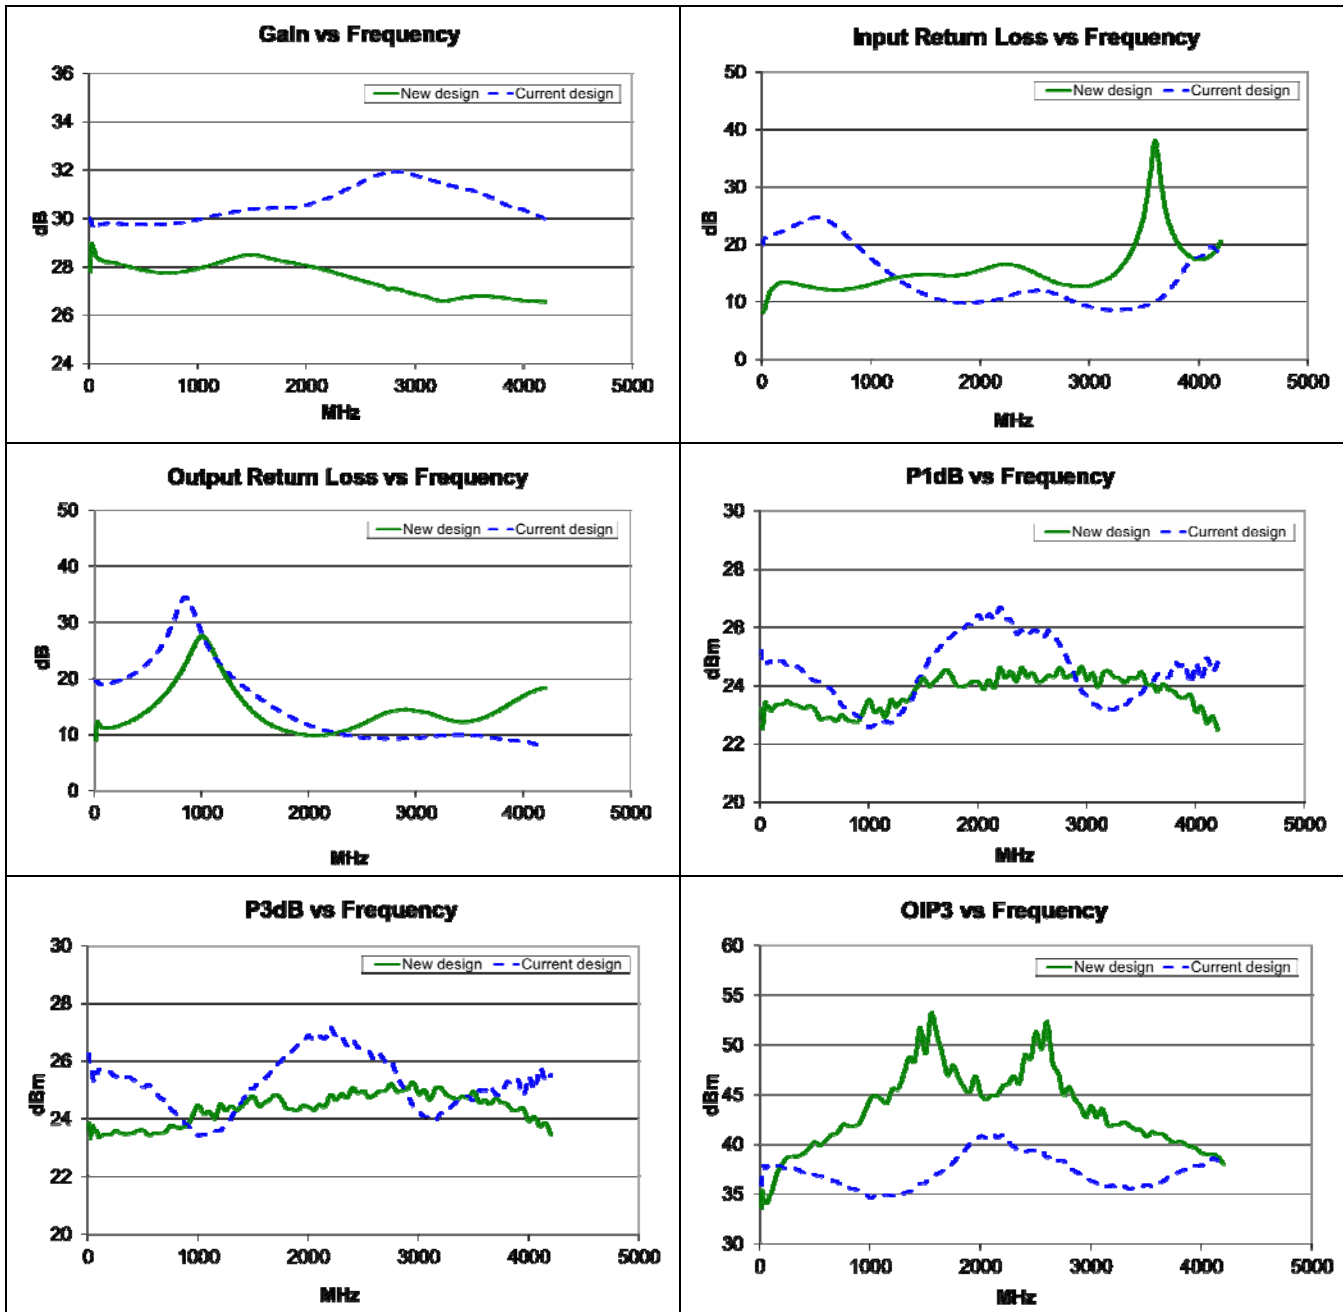 Gain vs Frequency
36
34
32
30
28
26
24
dB
New design
Current design
0 1000 2000 3000 4000 5000
MHz
Input Return Loss vs Frequency
50
40
30
20
10
0
dB
New design
Current design
0 1000 2000 3000 4000 5000
MHz
Output Return Loss vs Frequency
50
40
30
20
10
0
dB
New design
Current design
0 1000 2000 3000 4000 5000
MHz
P1dB vs Frequency
30
28
26
24
22
20
dBm
New design
Current design
0 1000 2000 3000 4000 5000
MHz
P3dB vs Frequency
30
28
26
24
22
20
dBm
New design
Current design
0 1000 2000 3000 4000 5000
MHz
OIP3 vs Frequency
60
55
50
45
40
35
30
dBm
New design
Current design
0 1000 2000 3000 4000 5000
MHz